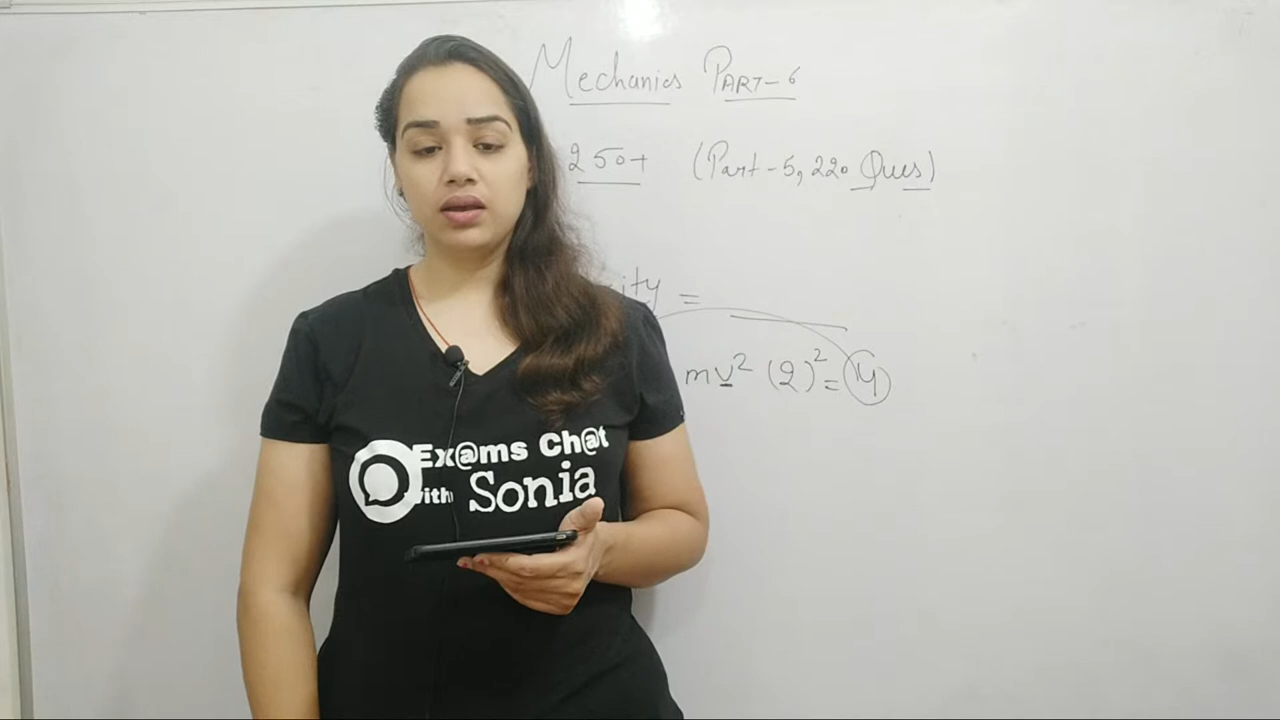 Mechanics PART-6
250+ (Part-5, 220 Ques)
ity =
mv² (2)² = 4
Ex@ms Ch@t
with Sonia